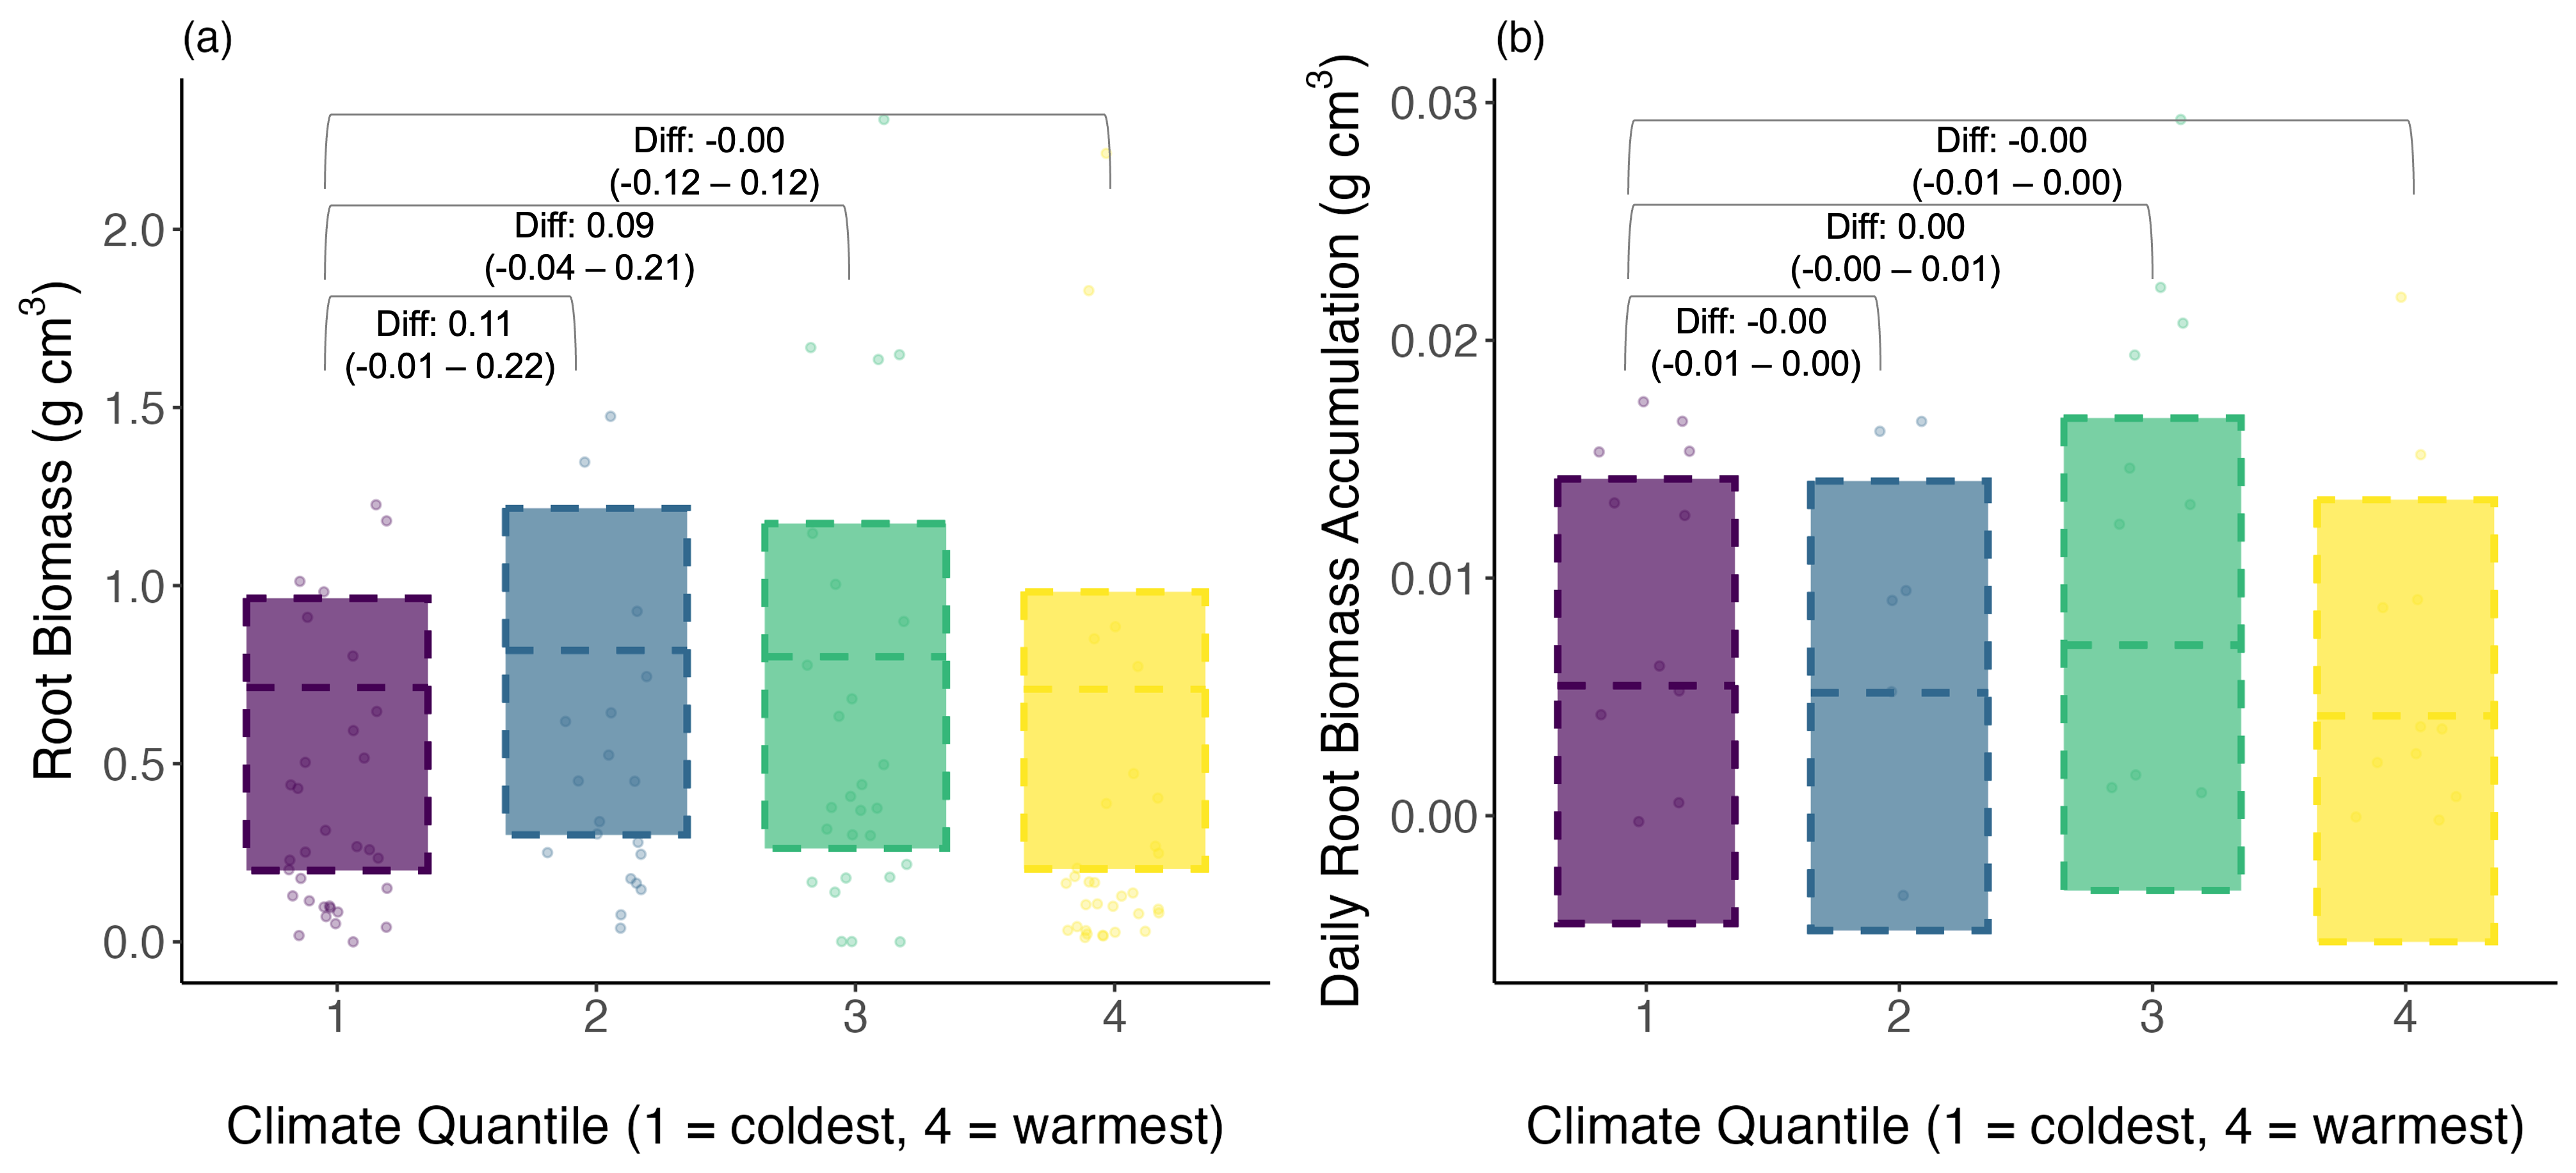 (a)
Root Biomass (g cm³)
2.0
1.5
1.0
0.5
0.0
Diff: -0.00
(-0.12 – 0.12)
Diff: 0.09
(-0.04 – 0.21)
Diff: 0.11
(-0.01 – 0.22)
1 2 3 4
Climate Quantile (1 = coldest, 4 = warmest)
(b)
Daily Root Biomass Accumulation (g cm³)
0.03
0.02
0.01
0.00
Diff: -0.00
(-0.01 – 0.00)
Diff: 0.00
(-0.00 – 0.01)
Diff: -0.00
(-0.01 – 0.00)
1 2 3 4
Climate Quantile (1 = coldest, 4 = warmest)